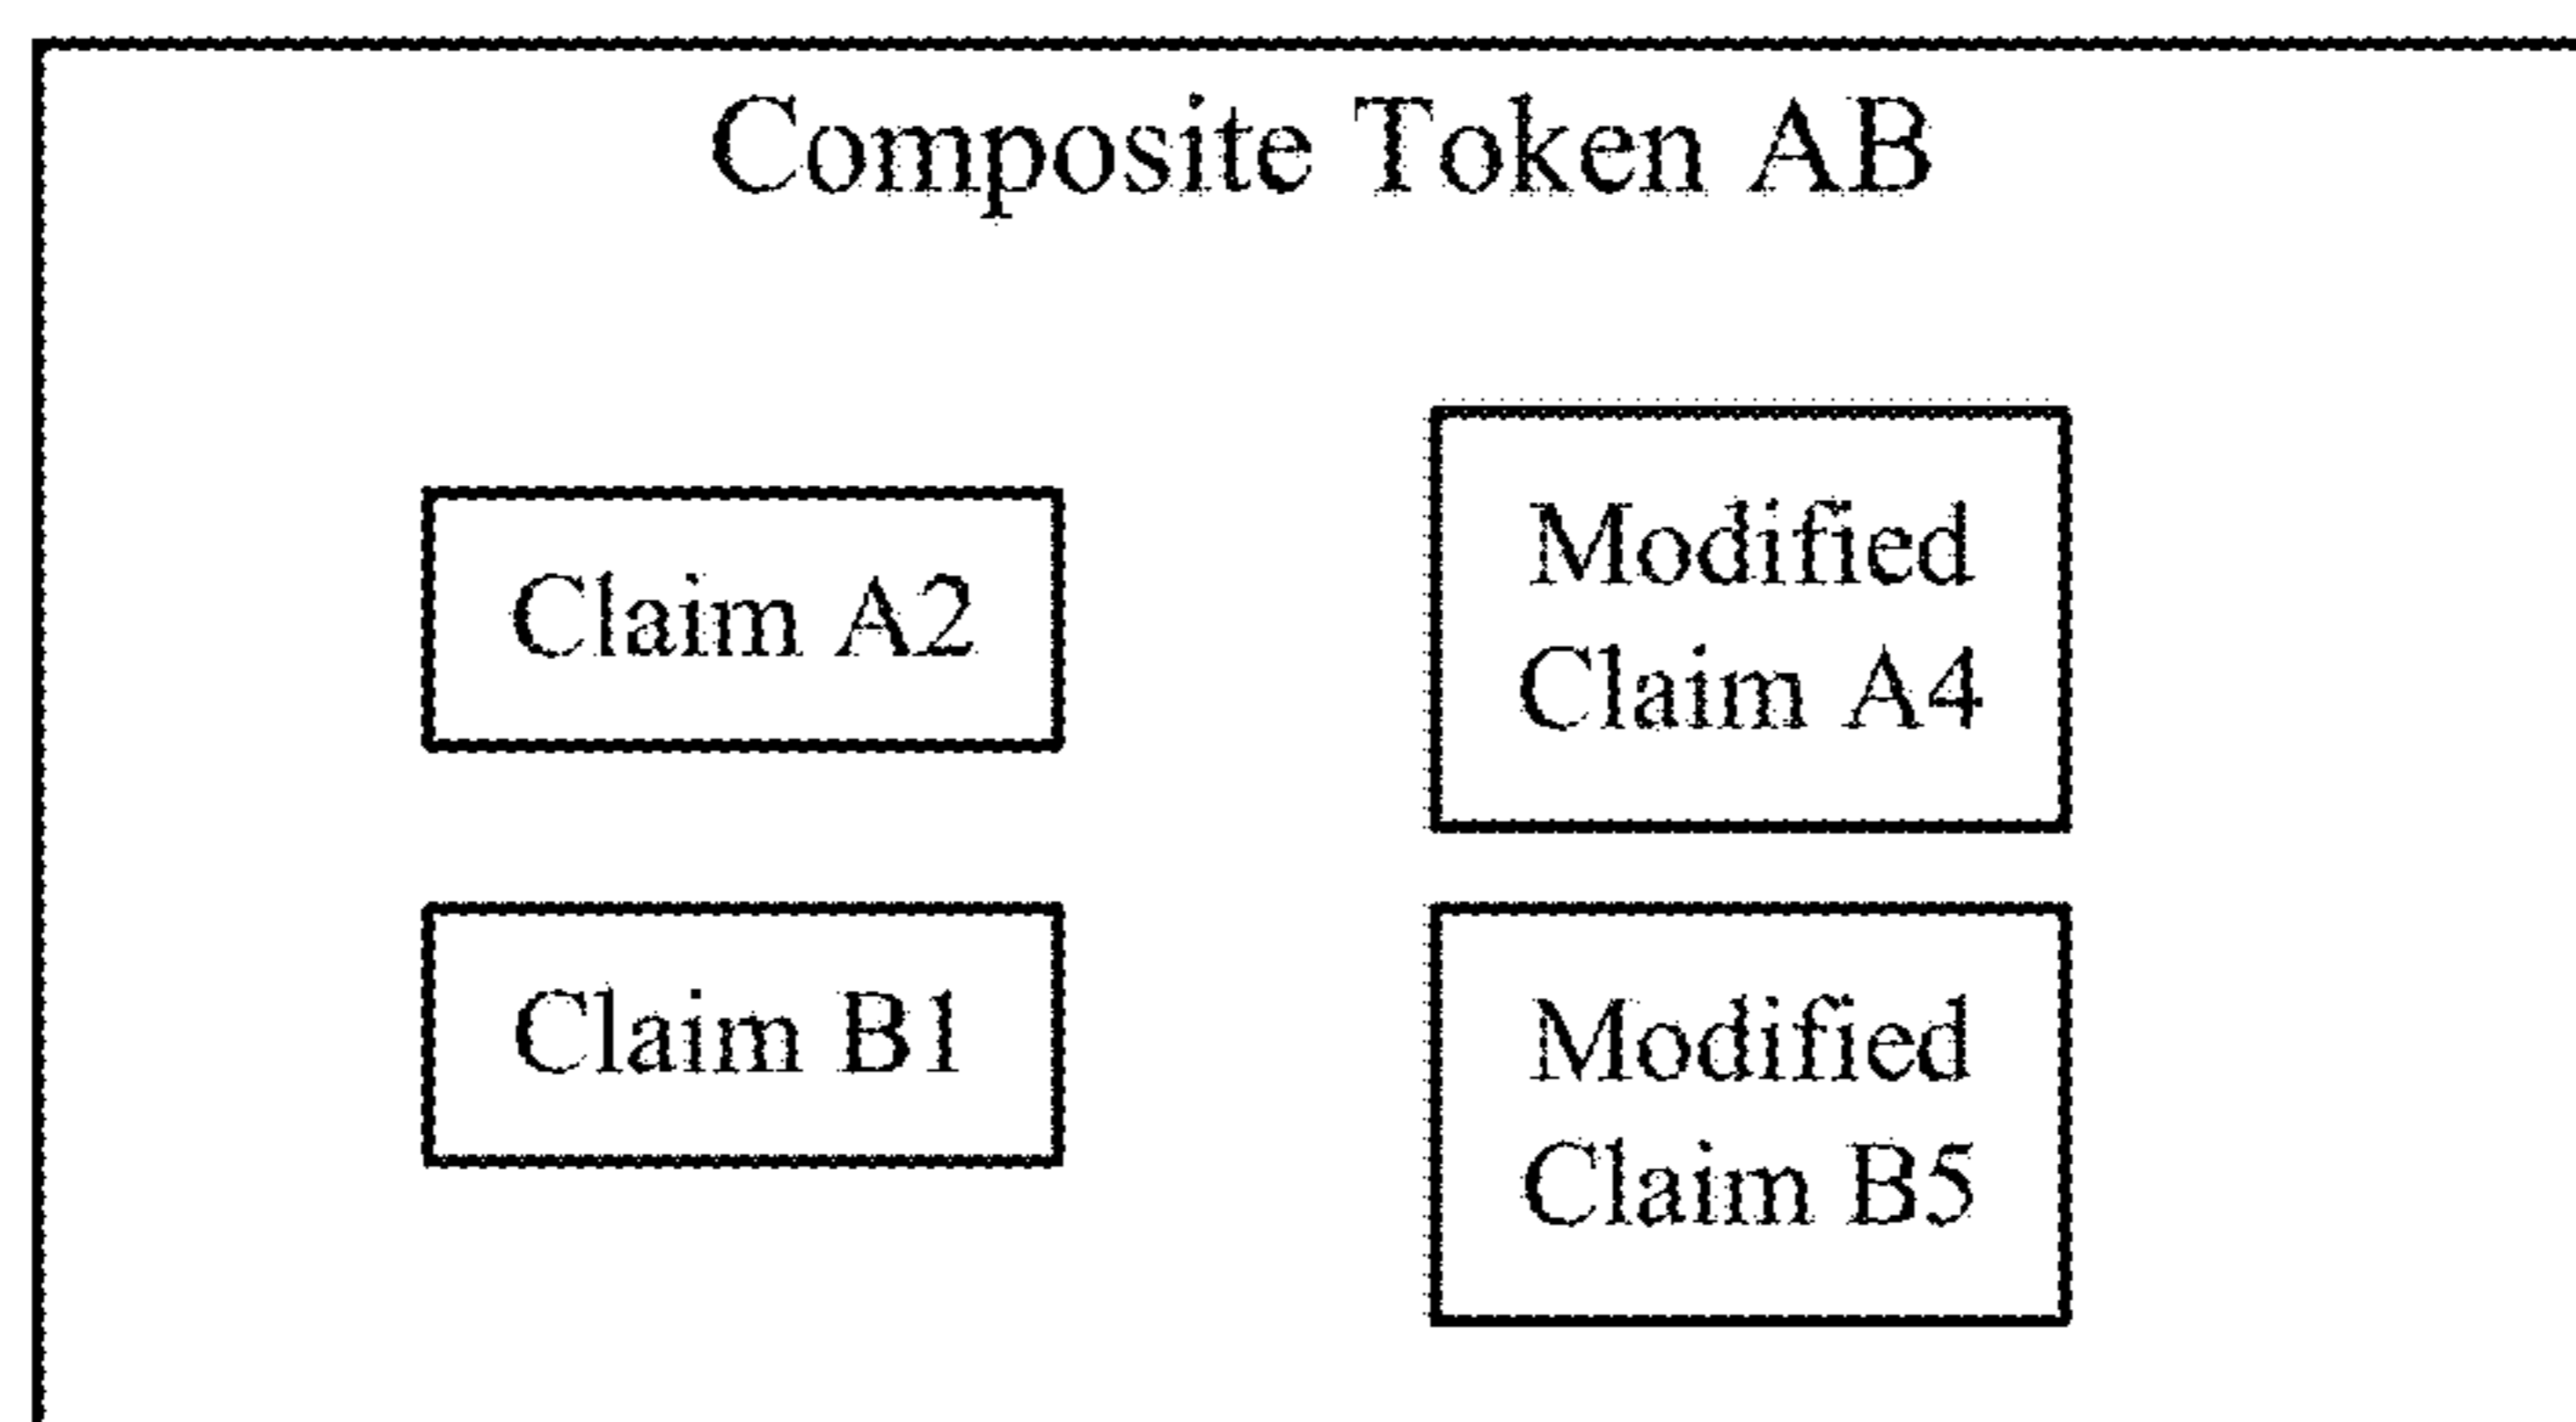 Composite Token AB
Claim A2
Modified
Claim A4
Claim B1
Modified
Claim B5